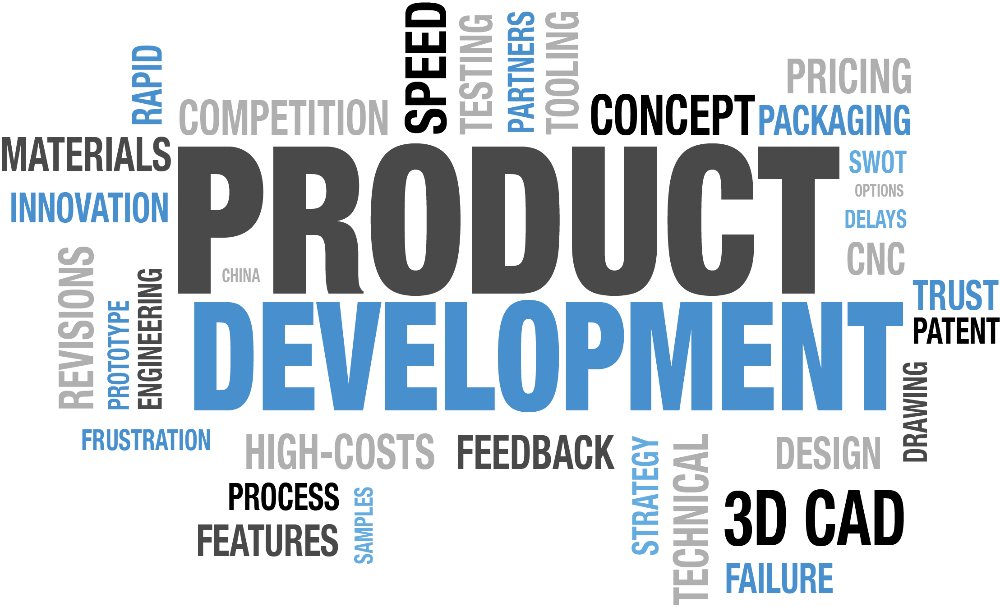 SPEED
TESTING
PARTNERS
TOOLING
RAPID
COMPETITION
CONCEPT
PRICING
PACKAGING
MATERIALS
INNOVATION
PRODUCT
SWOT
OPTIONS
DELAYS
CNC
CHINA
REVISIONS
PROTOTYPE
ENGINEERING
DEVELOPMENT
TRUST
PATENT
DRAWING
FRUSTRATION
HIGH-COSTS
FEEDBACK
STRATEGY
TECHNICAL
DESIGN
PROCESS
FEATURES
SAMPLES
3D CAD
FAILURE